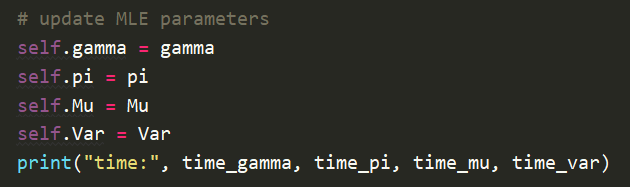 # update MLE parameters
self.gamma = gamma
self.pi = pi
self.Mu = Mu
self.Var = Var
print("time:", time_gamma, time_pi, time_mu, time_var)